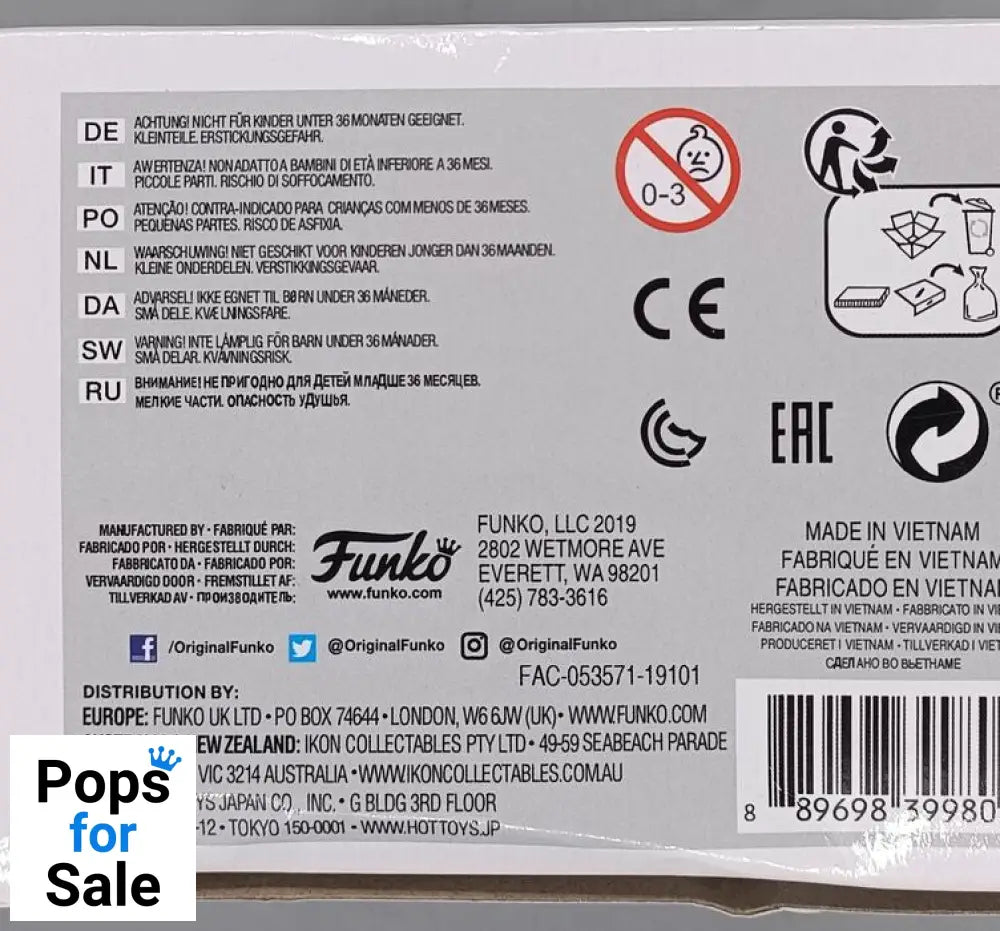 DE ACHTUNG! NICHT FÜR KINDER UNTER 36 MONATEN GEEIGNET.
KLEINTEILE. ERSTICKUNGSGEFAHR.
IT AWERTENZA! NON ADATTO A BAMBINI DI ETÀ INFERIORE A 36 MESI.
PICCOLE PARTI. RISCHIO DI SOFFOCAMENTO.
PO ATENÇÃO! CONTRA-INDICADO PARA CRIANÇAS COM MENOS DE 36 MESES.
PEQUENAS PARTES. RISCO DE ASFIXIA.
NL WAARSCHUWING! NIET GESCHIKT VOOR KINDEREN JONGER DAN 36 MAANDEN.
KLEINE ONDERDELEN. VERSTIKKINGSGEVAAR.
DA ADVARSEL! IKKE EGNET TIL BØRN UNDER 36 MÅNEDER.
SMÅ DELE. KVÆLNINGSFARE.
SW VARNING! INTE LÄMPLIG FÖR BARN UNDER 36 MÅNADER.
SMÅ DELAR. KVÄVNINGSRISK.
RU ВНИМАНИЕ! НЕ ПРИГОДНО ДЛЯ ДЕТЕЙ МЛАДШЕ 36 МЕСЯЦЕВ.
МЕЛКИЕ ЧАСТИ. ОПАСНОСТЬ УДУШЬЯ.
0-3
CE
EAC
®
MANUFACTURED BY • FABRIQUÉ PAR:
FABRICADO POR • HERGESTELLT DURCH:
FABBRICATO DA • FABRICADO POR:
VERVAARDIGD DOOR • FREMSTILLET AF:
TILLVERKAD AV • ПРОИЗВОДИТЕЛЬ:
Funko
www.funko.com
FUNKO, LLC 2019
2802 WETMORE AVE
EVERETT, WA 98201
(425) 783-3616
MADE IN VIETNAM
FABRIQUÉ EN VIETNAM
FABRICADO EN VIETNA
HERGESTELLT IN VIETNAM • FABBRICATO IN VIE
FABRICADO NA VIETNAM • VERVAARDIGD IN VIE
PRODUCERET I VIETNAM • TILLVERKAD I VIET
СДЕЛАНО ВО ВЬЕТНАМЕ
/OriginalFunko @OriginalFunko @OriginalFunko
FAC-053571-19101
DISTRIBUTION BY:
EUROPE: FUNKO UK LTD • PO BOX 74644 • LONDON, W6 6JW (UK) • WWW.FUNKO.COM
EW ZEALAND: IKON COLLECTABLES PTY LTD • 49-59 SEABEACH PARADE
VIC 3214 AUSTRALIA • WWW.IKONCOLLECTABLES.COM.AU
YS JAPAN CO., INC. • G BLDG 3RD FLOOR
-12 • TOKYO 150-0001 • WWW.HOTTOYS.JP
8 89698 39980
Pops
for
Sale